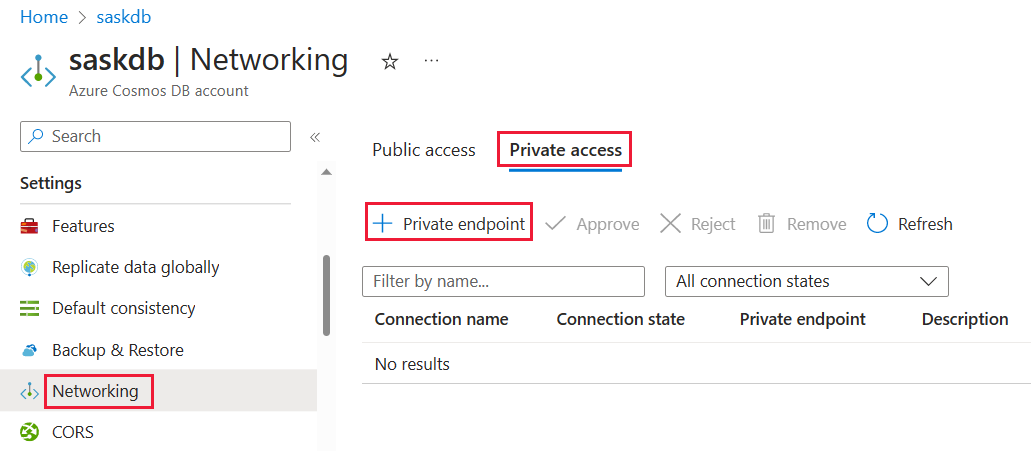 Home > saskdb
saskdb | Networking ...
Azure Cosmos DB account
Search «
Settings
Features
Replicate data globally
Default consistency
Backup & Restore
Networking
CORS
Public access Private access
+ Private endpoint Approve Reject Remove Refresh
Filter by name... All connection states
Connection name Connection state Private endpoint Description
No results